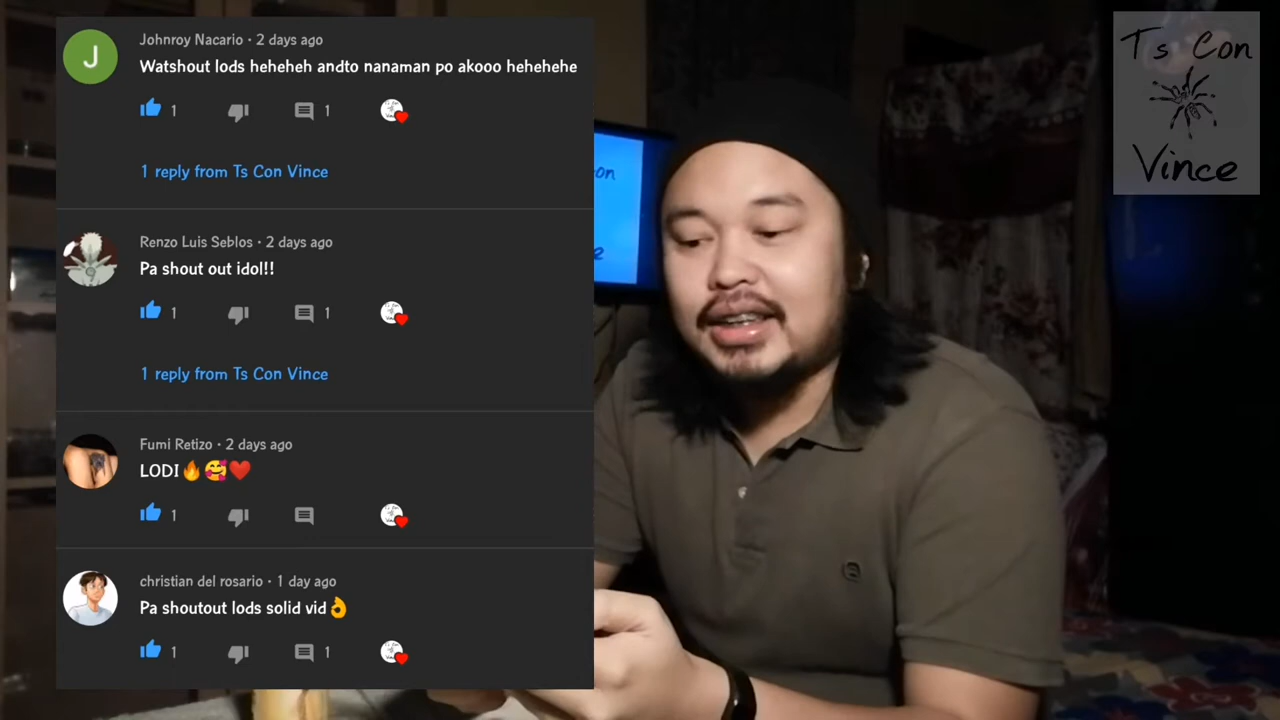 Johnroy Nacario · 2 days ago
Watshout lods heheheh andto nanaman po akooo hehehehe
1
1
1 reply from Ts Con Vince
Renzo Luis Seblos · 2 days ago
Pa shout out idol!!
1
1
1 reply from Ts Con Vince
Fumi Retizo · 2 days ago
LODI🔥🥰❤️
1
christian del rosario · 1 day ago
Pa shoutout lods solid vid👌
1
1
Ts Con
Vince
on
e